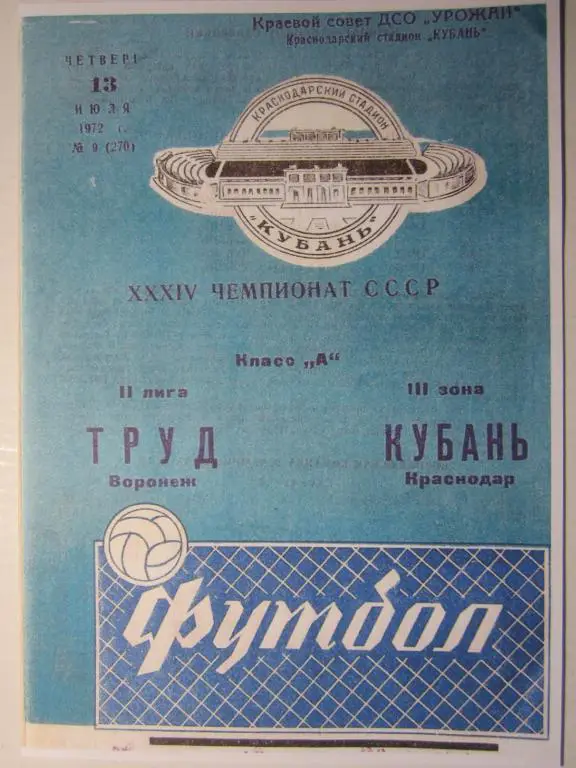 Краевой совет ДСО „УРОЖАЙ"
Краснодарский стадион „КУБАНЬ"
ЧЕТВЕРГ
13
ИЮЛЯ
1972 г.
№ 9 (270)
КРАСНОДАРСКИЙ СТАДИОН
„КУБАНЬ"
XXXIV ЧЕМПИОНАТ СССР
Класс „А"
II лига III зона
ТРУД КУБАНЬ
Воронеж Краснодар
Футбол